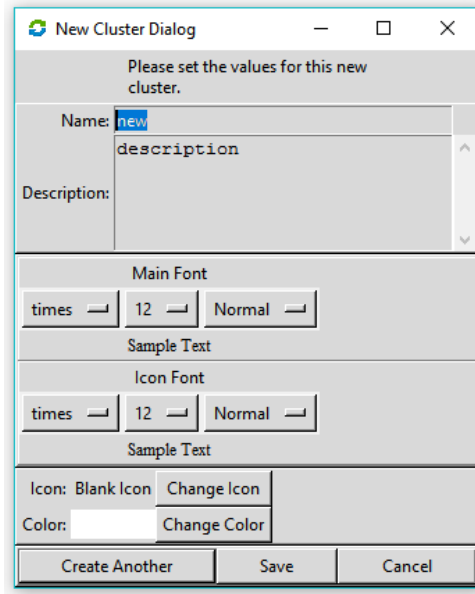 New Cluster Dialog
Please set the values for this new
cluster.
Name: new
Description: description
Main Font
times 12 Normal
Sample Text
Icon Font
times 12 Normal
Sample Text
Icon: Blank Icon Change Icon
Color: Change Color
Create Another Save Cancel